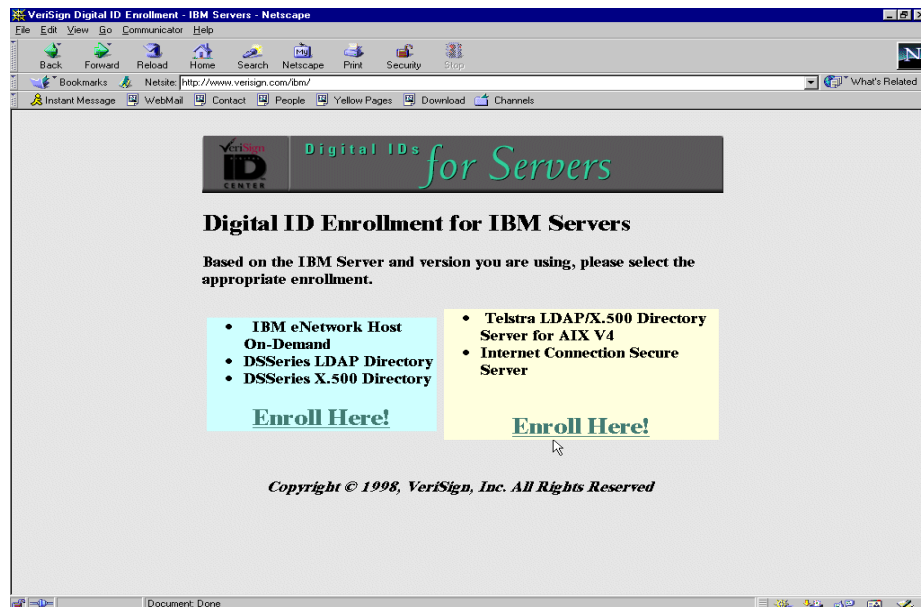 VeriSign Digital ID Enrollment - IBM Servers - Netscape
File Edit View Go Communicator Help
Back Forward Reload Home Search Netscape Print Security Stop
My
N
Bookmarks Netsite: http://www.verisign.com/ibm/ What's Related
Instant Message WebMail Contact People Yellow Pages Download Channels
VeriSign
ID
CENTER
Digital IDs
for Servers
Digital ID Enrollment for IBM Servers
Based on the IBM Server and version you are using, please select the
appropriate enrollment.
• IBM eNetwork Host
On-Demand
• DSSeries LDAP Directory
• DSSeries X.500 Directory
Enroll Here!
• Telstra LDAP/X.500 Directory
Server for AIX V4
• Internet Connection Secure
Server
Enroll Here!
Copyright © 1998, VeriSign, Inc. All Rights Reserved
Document: Done